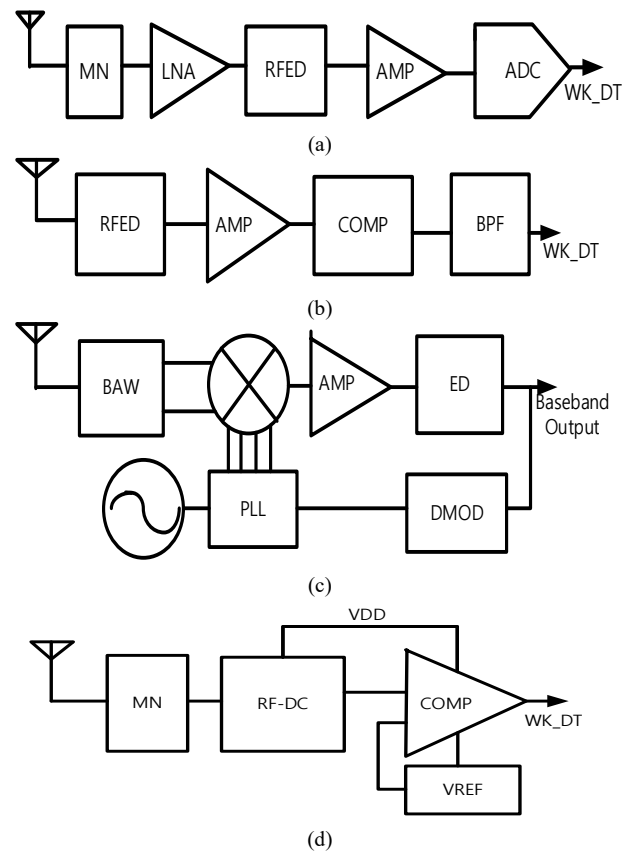 MN LNA RFED AMP ADC
WK_DT
(a)
RFED AMP COMP BPF
WK_DT
(b)
BAW AMP ED
Baseband
Output
PLL DMOD
(c)
VDD
MN RF-DC COMP
WK_DT
VREF
(d)